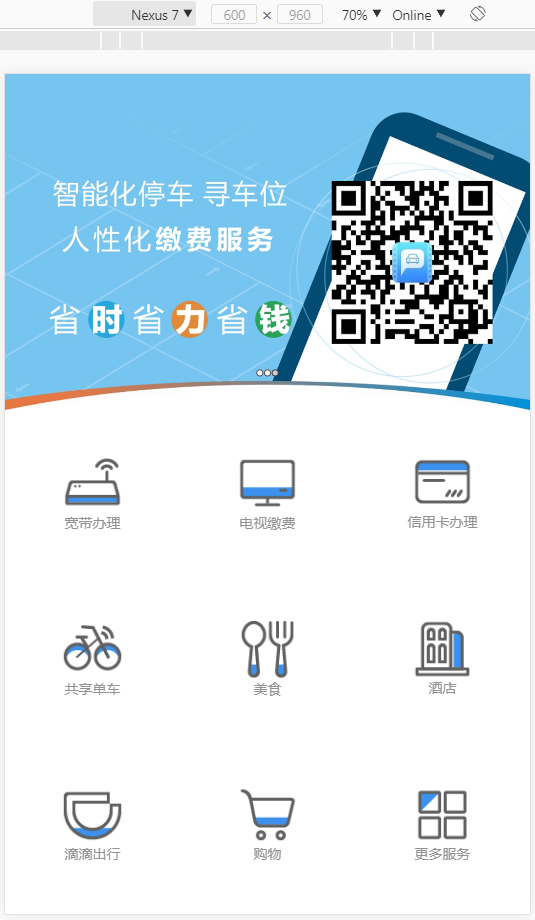 Nexus 7 ▼ 600 × 960 70% ▼ Online ▼
智能化停车 寻车位
人性化缴费服务
省时省力省钱
宽带办理 电视缴费 信用卡办理
共享单车 美食 酒店
滴滴出行 购物 更多服务